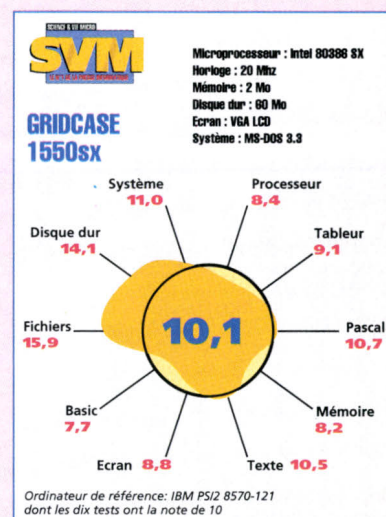 SCIENCE & VIE MICRO
SVM
GRIDCASE
1550sx
Microprocesseur : Intel 80386 SX
Horloge : 20 Mhz
Mémoire : 2 Mo
Disque dur : 60 Mo
Ecran : VGA LCD
Système : MS-DOS 3.3
Système
11,0
Processeur
8,4
Disque dur
14,1
Tableur
9,1
Fichiers
15,9
10,1
Pascal
10,7
Basic
7,7
Mémoire
8,2
Ecran 8,8
Texte 10,5
Ordinateur de référence: IBM PS/2 8570-121
dont les dix tests ont la note de 10